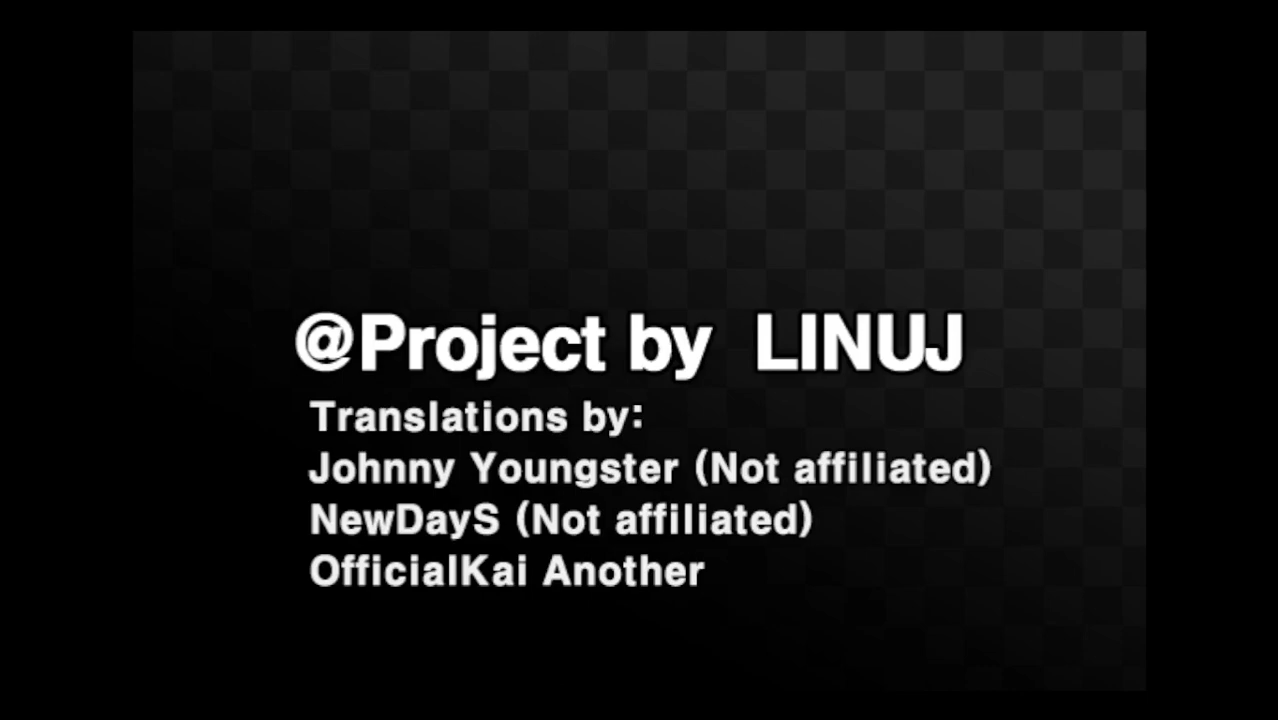 @Project by LINUJ
Translations by:
Johnny Youngster (Not affiliated)
NewDayS (Not affiliated)
OfficialKai Another